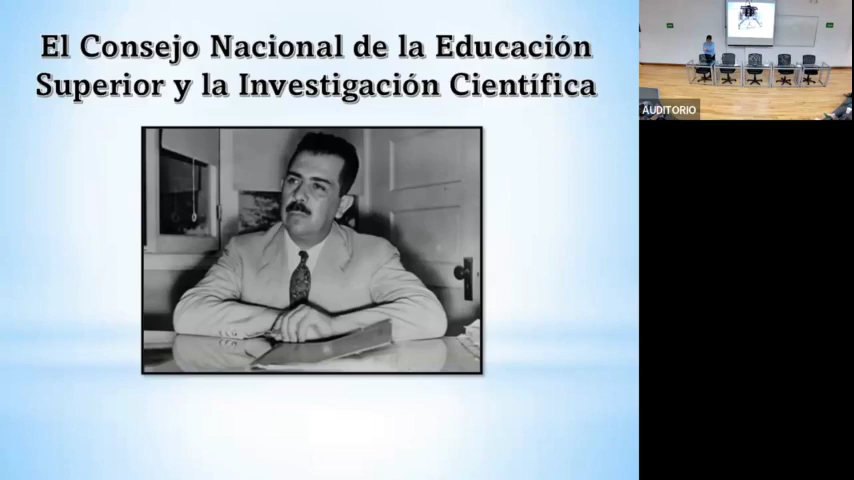 El Consejo Nacional de la Educación
Superior y la Investigación Científica
AUDITORIO